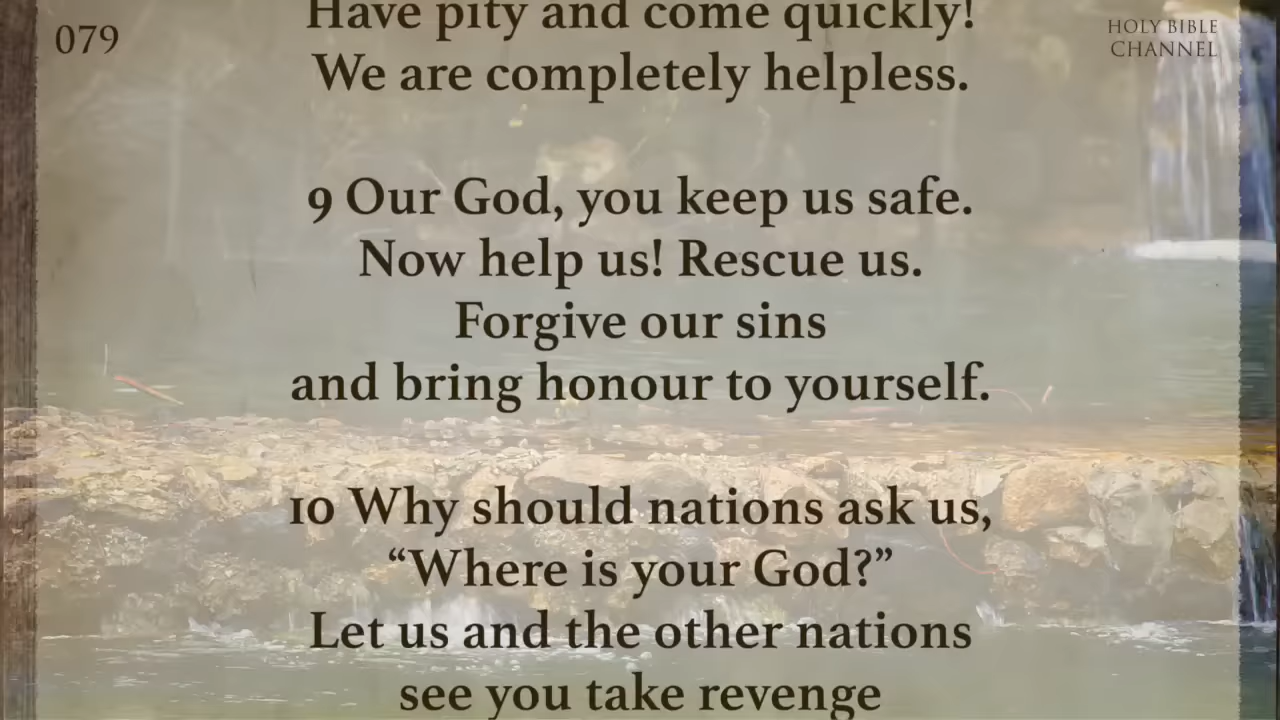 079
HOLY BIBLE
CHANNEL
Have pity and come quickly!
We are completely helpless.
9 Our God, you keep us safe.
Now help us! Rescue us.
Forgive our sins
and bring honour to yourself.
10 Why should nations ask us,
“Where is your God?”
Let us and the other nations
see you take revenge